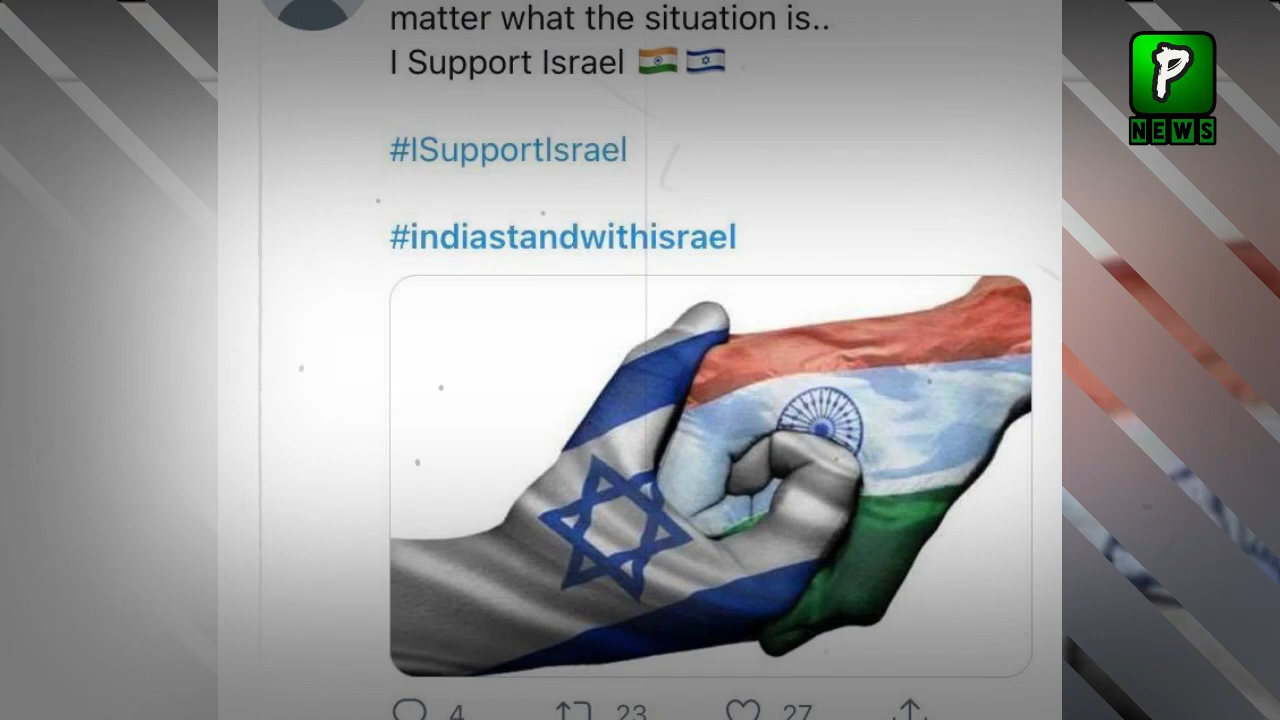 matter what the situation is..
I Support Israel 🇮🇳🇮🇱
#ISupportIsrael
#indiastandwithisrael
4 23 27
P
NEWS